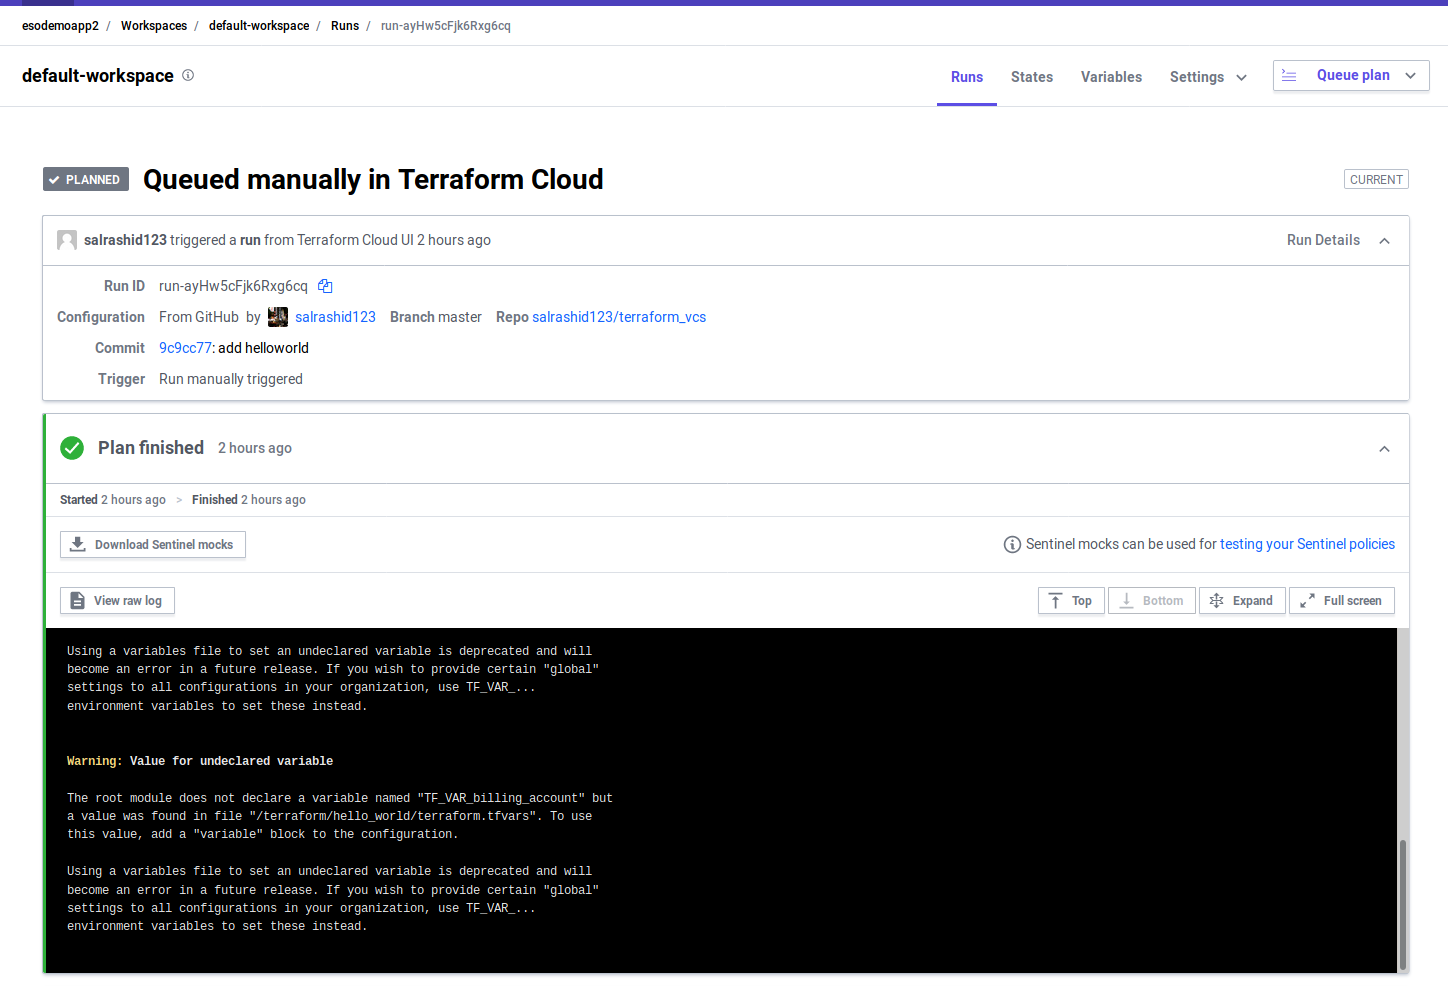 esodemoapp2 / Workspaces / default-workspace / Runs / run-ayHw5cFjk6Rxg6cq
default-workspace
Runs States Variables Settings Queue plan
PLANNED Queued manually in Terraform Cloud CURRENT
salrashid123 triggered a run from Terraform Cloud UI 2 hours ago Run Details
Run ID run-ayHw5cFjk6Rxg6cq
Configuration From GitHub by salrashid123 Branch master Repo salrashid123/terraform_vcs
Commit 9c9cc77: add helloworld
Trigger Run manually triggered
Plan finished 2 hours ago
Started 2 hours ago > Finished 2 hours ago
Download Sentinel mocks Sentinel mocks can be used for testing your Sentinel policies
View raw log Top Bottom Expand Full screen
Using a variables file to set an undeclared variable is deprecated and will
become an error in a future release. If you wish to provide certain "global"
settings to all configurations in your organization, use TF_VAR_...
environment variables to set these instead.
Warning: Value for undeclared variable
The root module does not declare a variable named "TF_VAR_billing_account" but
a value was found in file "/terraform/hello_world/terraform.tfvars". To use
this value, add a "variable" block to the configuration.
Using a variables file to set an undeclared variable is deprecated and will
become an error in a future release. If you wish to provide certain "global"
settings to all configurations in your organization, use TF_VAR_...
environment variables to set these instead.